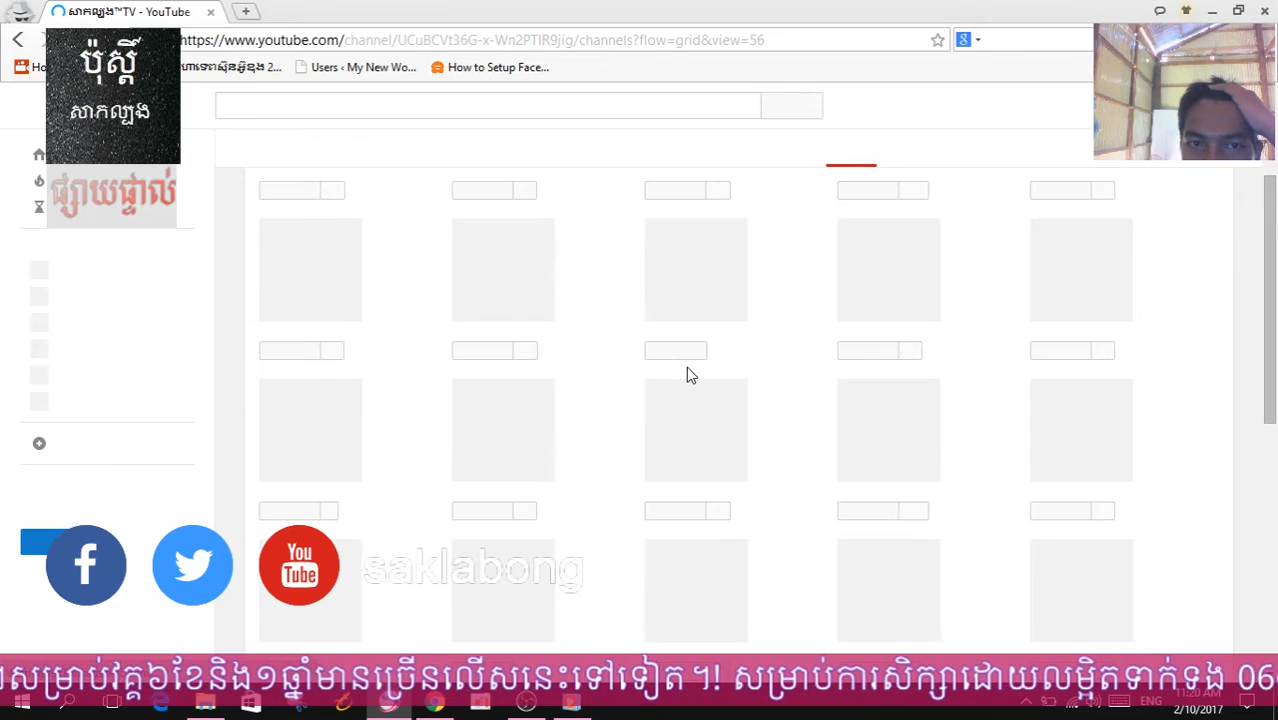 សាកល្បង™TV - YouTube
https://www.youtube.com/channel/UCuBCVt36G-x-Wn2PTIR9jig/channels?flow=grid&view=56
Users ‹ My New Wo...
How to Setup Face...
ប៉ុស្តិ៍
សាកល្បង
ផ្សាយផ្ទាល់
f
You
Tube
saklabong
សម្រាប់វគ្គ៦ខែនិង១ឆ្នាំមានច្រើនលើសនេះទៅទៀត ។! សម្រាប់ការសិក្សាដោយលម្អិតទាក់ទង 06
ENG
11:20 AM
2/10/2017